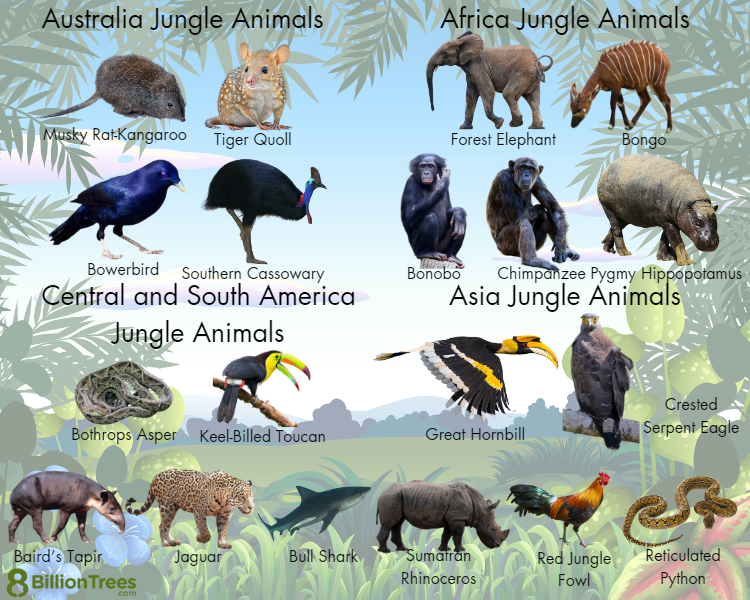 Australia Jungle Animals
Musky Rat-Kangaroo
Tiger Quoll
Bowerbird
Southern Cassowary
Africa Jungle Animals
Forest Elephant
Bongo
Bonobo
Chimpanzee
Pygmy Hippopotamus
Central and South America
Jungle Animals
Bothrops Asper
Keel-Billed Toucan
Baird's Tapir
Jaguar
Bull Shark
Asia Jungle Animals
Great Hornbill
Crested
Serpent Eagle
Sumatran
Rhinoceros
Red Jungle
Fowl
Reticulated
Python
8BillionTrees
.com